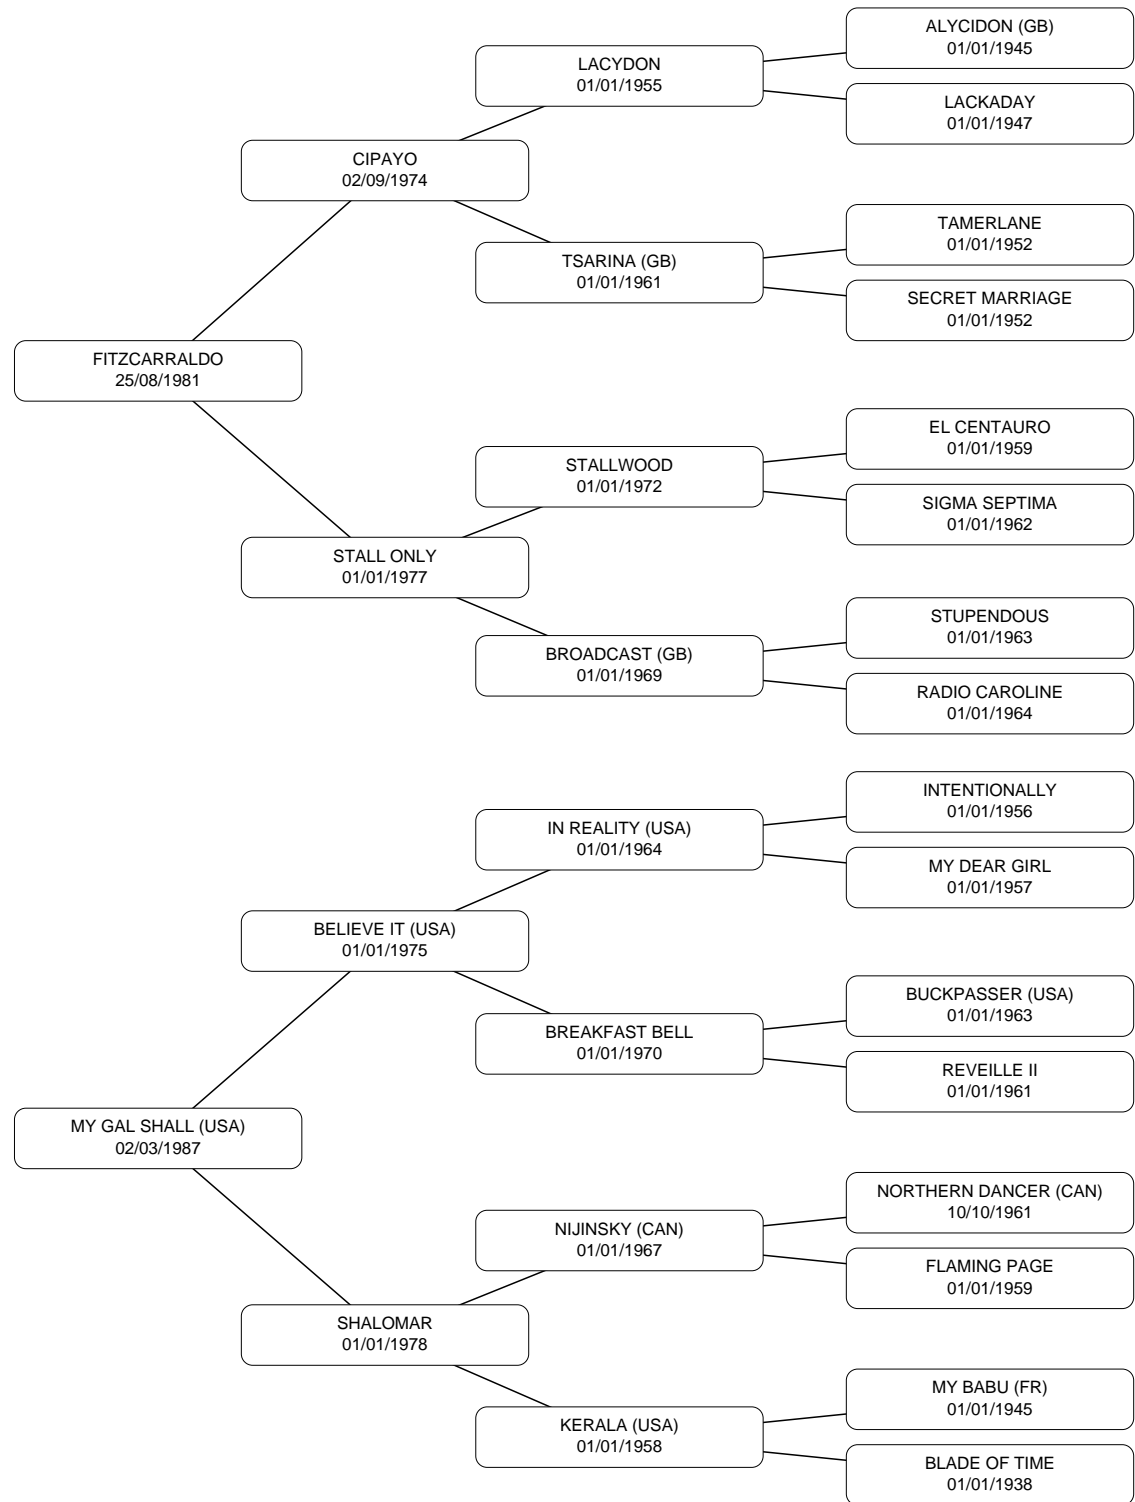 ALYCIDON (GB)
01/01/1945
LACYDON
01/01/1955
LACKADAY
01/01/1947
CIPAYO
02/09/1974
TAMERLANE
01/01/1952
TSARINA (GB)
01/01/1961
SECRET MARRIAGE
01/01/1952
FITZCARRALDO
25/08/1981
EL CENTAURO
01/01/1959
STALLWOOD
01/01/1972
SIGMA SEPTIMA
01/01/1962
STALL ONLY
01/01/1977
STUPENDOUS
01/01/1963
BROADCAST (GB)
01/01/1969
RADIO CAROLINE
01/01/1964
INTENTIONALLY
01/01/1956
IN REALITY (USA)
01/01/1964
MY DEAR GIRL
01/01/1957
BELIEVE IT (USA)
01/01/1975
BUCKPASSER (USA)
01/01/1963
BREAKFAST BELL
01/01/1970
REVEILLE II
01/01/1961
MY GAL SHALL (USA)
02/03/1987
NORTHERN DANCER (CAN)
10/10/1961
NIJINSKY (CAN)
01/01/1967
FLAMING PAGE
01/01/1959
SHALOMAR
01/01/1978
MY BABU (FR)
01/01/1945
KERALA (USA)
01/01/1958
BLADE OF TIME
01/01/1938